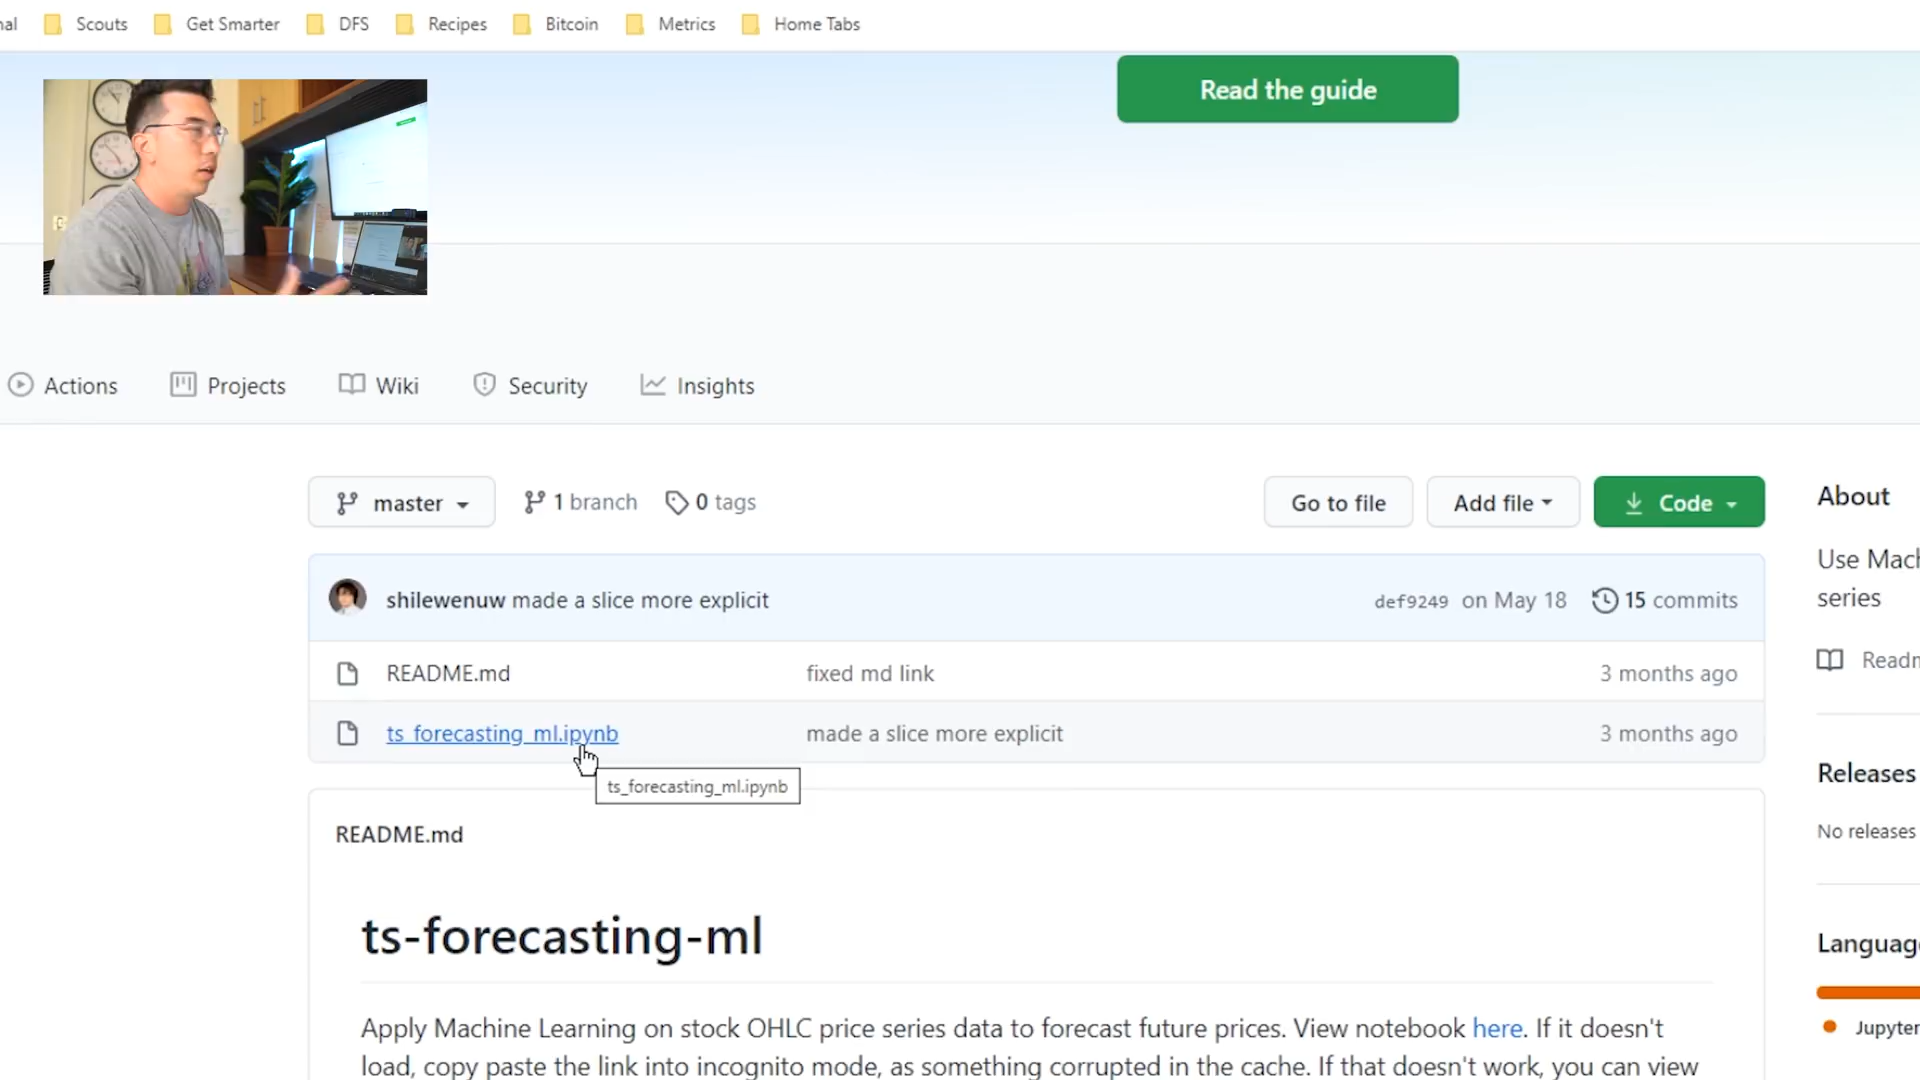 Scouts
Get Smarter
DFS
Recipes
Bitcoin
Metrics
Home Tabs
Read the guide
Actions
Projects
Wiki
Security
Insights
master
1 branch
0 tags
Go to file
Add file
Code
About
Use Mach
series
shilewenuw made a slice more explicit
def9249 on May 18
15 commits
README.md
fixed md link
3 months ago
Readm
ts_forecasting_ml.ipynb
made a slice more explicit
3 months ago
ts_forecasting_ml.ipynb
Releases
No releases
README.md
ts-forecasting-ml
Languag
Jupyter
Apply Machine Learning on stock OHLC price series data to forecast future prices. View notebook here. If it doesn't
load, copy paste the link into incognito mode, as something corrupted in the cache. If that doesn't work, you can view